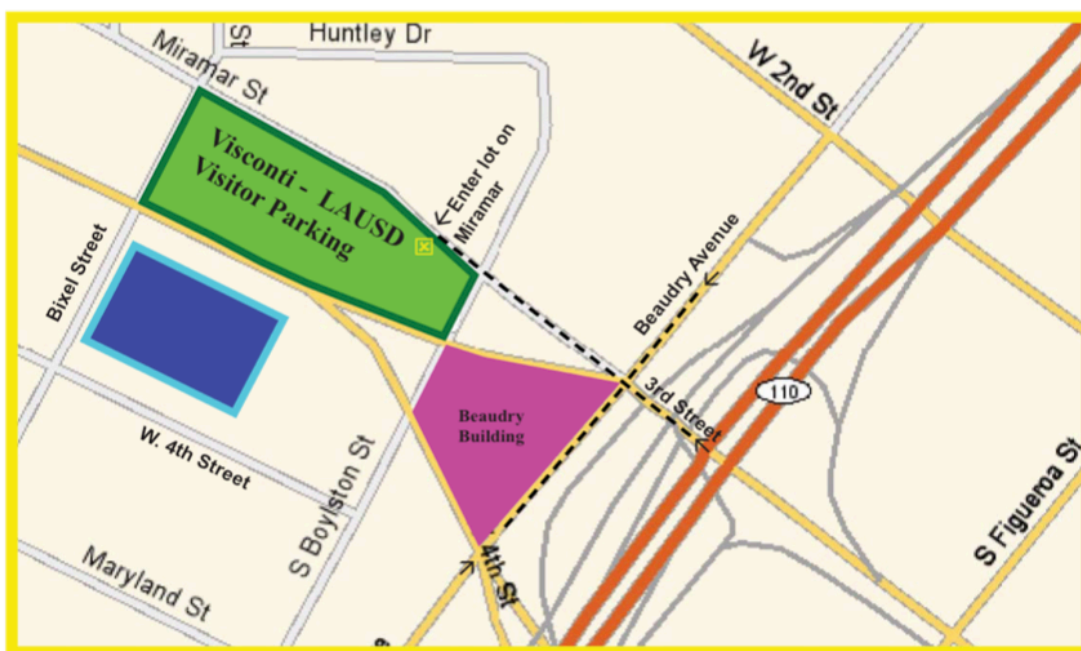 Huntley Dr
St
Miramar St
W 2nd St
Visconti - LAUSD
Visitor Parking
Enter lot on
Miramar
Beaudry Avenue
Bixel Street
3rd Street
110
Beaudry
Building
W. 4th Street
S Boylston St
S Figueroa St
4th St
Maryland St